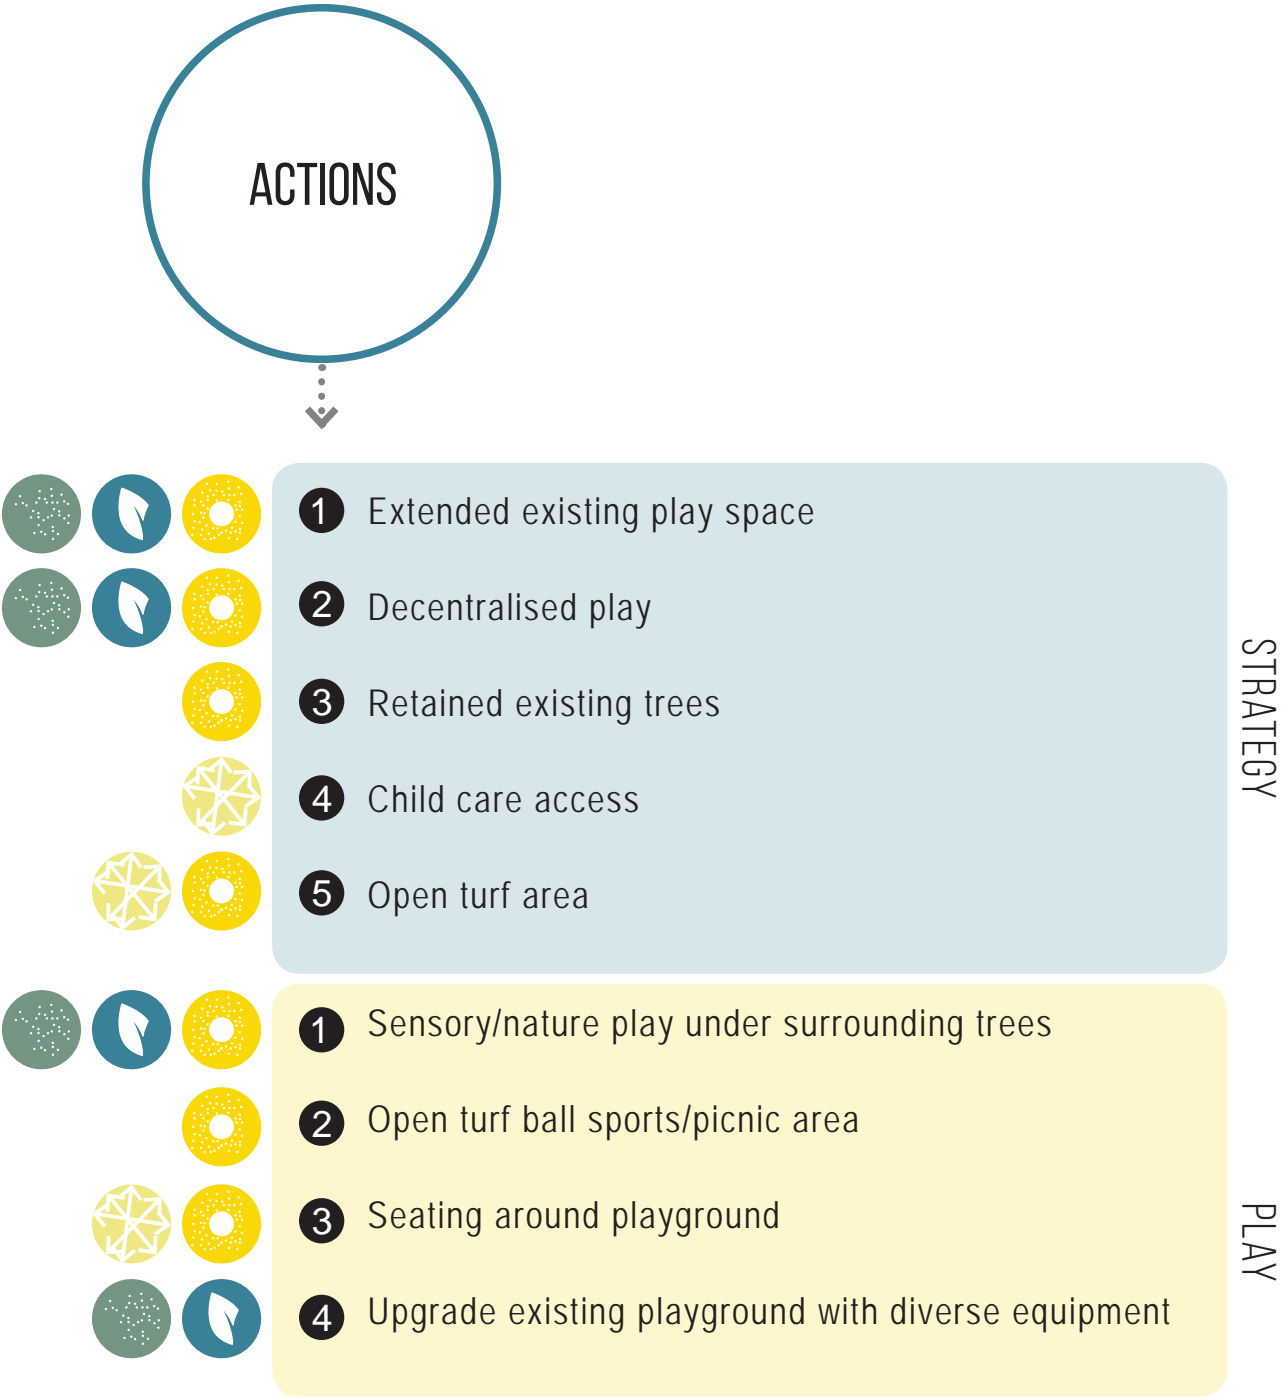 ACTIONS
1 Extended existing play space
2 Decentralised play
3 Retained existing trees
4 Child care access
5 Open turf area
STRATEGY
1 Sensory/nature play under surrounding trees
2 Open turf ball sports/picnic area
3 Seating around playground
4 Upgrade existing playground with diverse equipment
PLAY